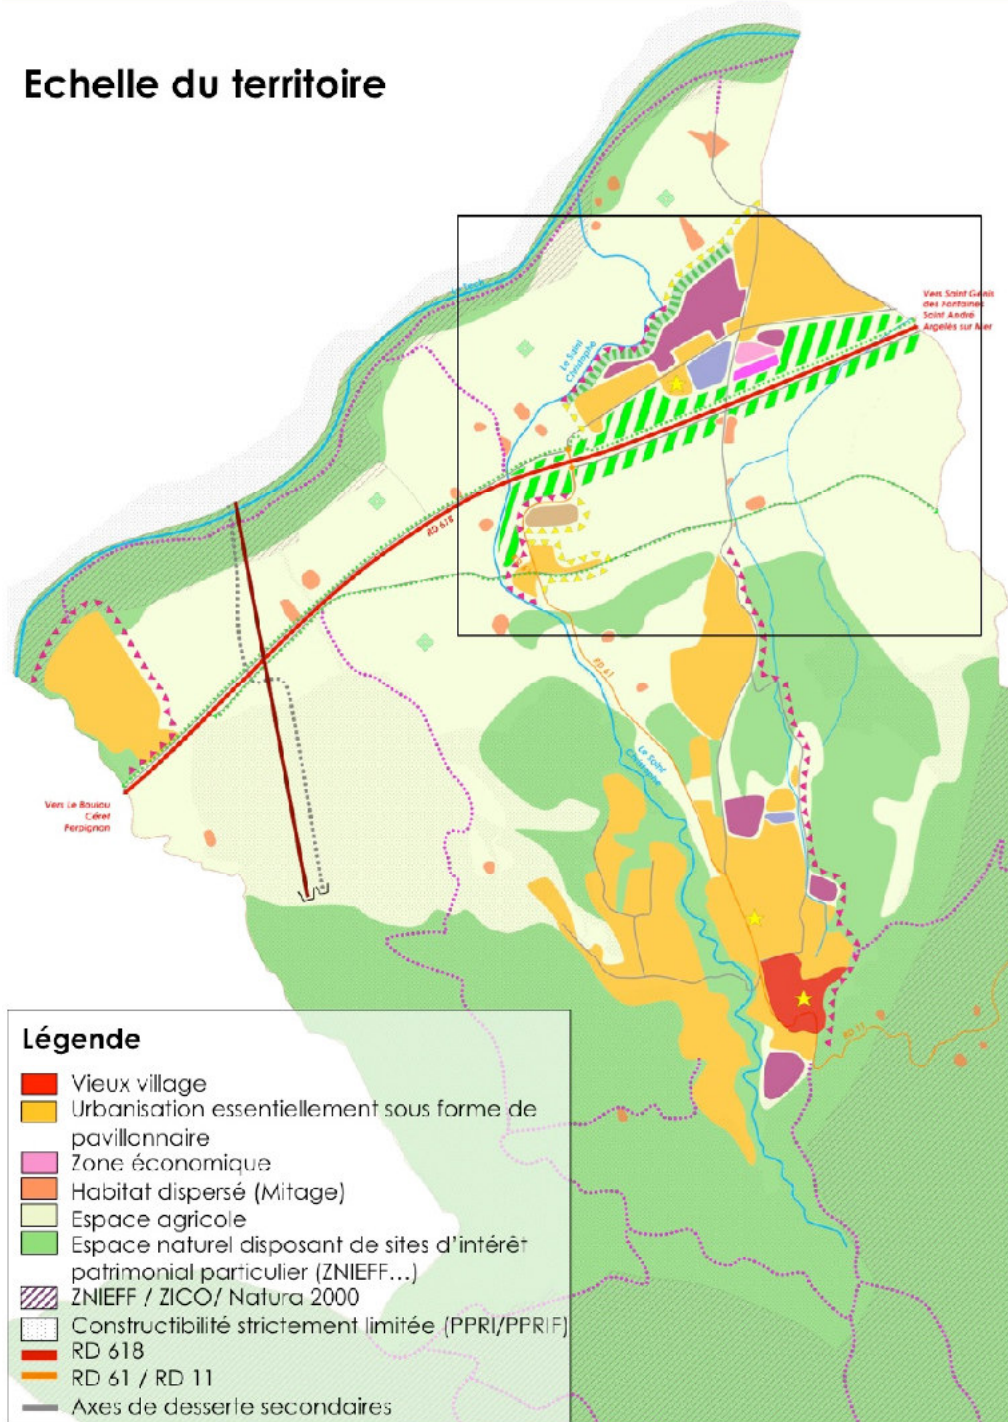 Echelle du territoire
Le Tech
Vers Saint Génis
des Fontaines
Saint André
Argelès sur Mer
Le Saint
Christophe
RD 618
RD 61
Le Saint
Christophe
Vers Le Boulou
Céret
Perpignan
RD 11
Légende
Vieux village
Urbanisation essentiellement sous forme de
pavillonnaire
Zone économique
Habitat dispersé (Mitage)
Espace agricole
Espace naturel disposant de sites d'intérêt
patrimonial particulier (ZNIEFF...)
ZNIEFF / ZICO/ Natura 2000
Constructibilité strictement limitée (PPRI/PPRIF)
RD 618
RD 61 / RD 11
Axes de desserte secondaires